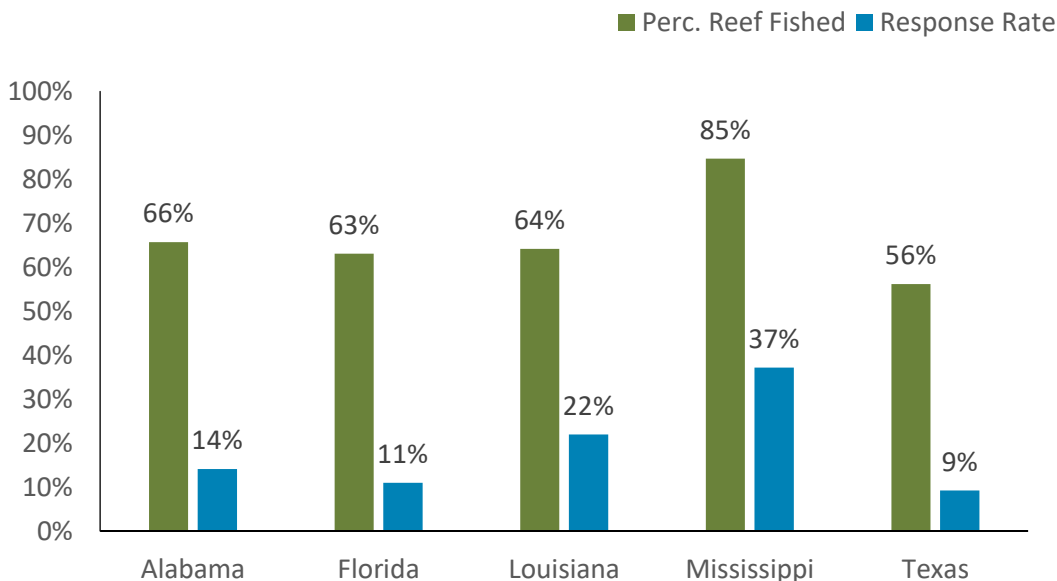 Perc. Reef Fished Response Rate
100%
90%
80%
70%
60%
50%
40%
30%
20%
10%
0%
66% 63% 64% 85% 56%
14% 11% 22% 37% 9%
Alabama Florida Louisiana Mississippi Texas